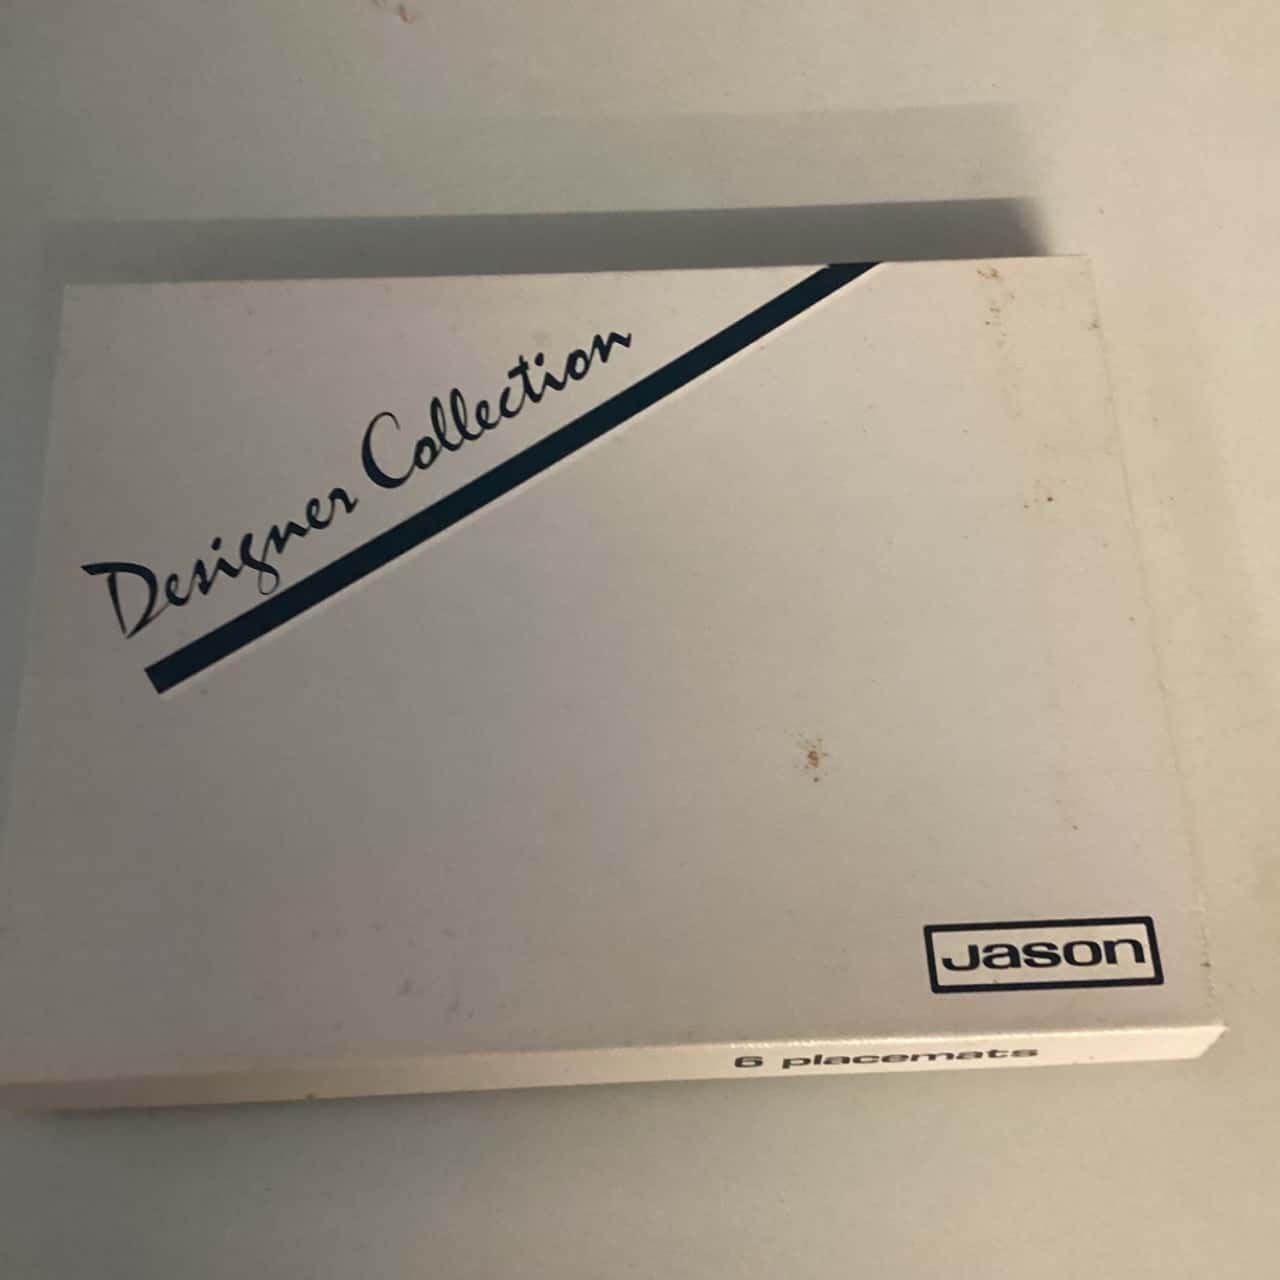 Designer Collection
Jason
6 placemats